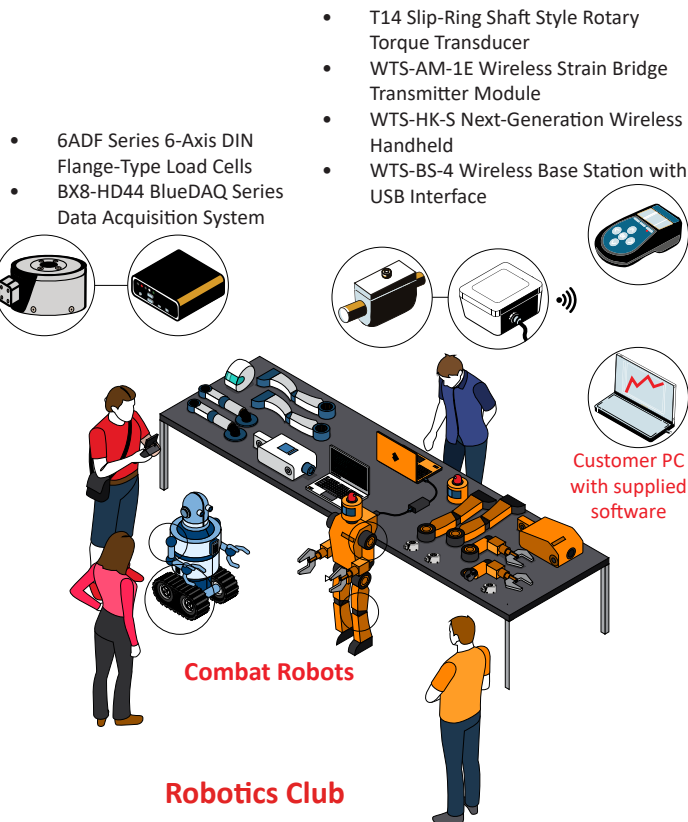 • T14 Slip-Ring Shaft Style Rotary
Torque Transducer
• WTS-AM-1E Wireless Strain Bridge
Transmitter Module
• WTS-HK-S Next-Generation Wireless
Handheld
• WTS-BS-4 Wireless Base Station with
USB Interface
• 6ADF Series 6-Axis DIN
Flange-Type Load Cells
• BX8-HD44 BlueDAQ Series
Data Acquisition System
Customer PC
with supplied
software
Combat Robots
Robotics Club